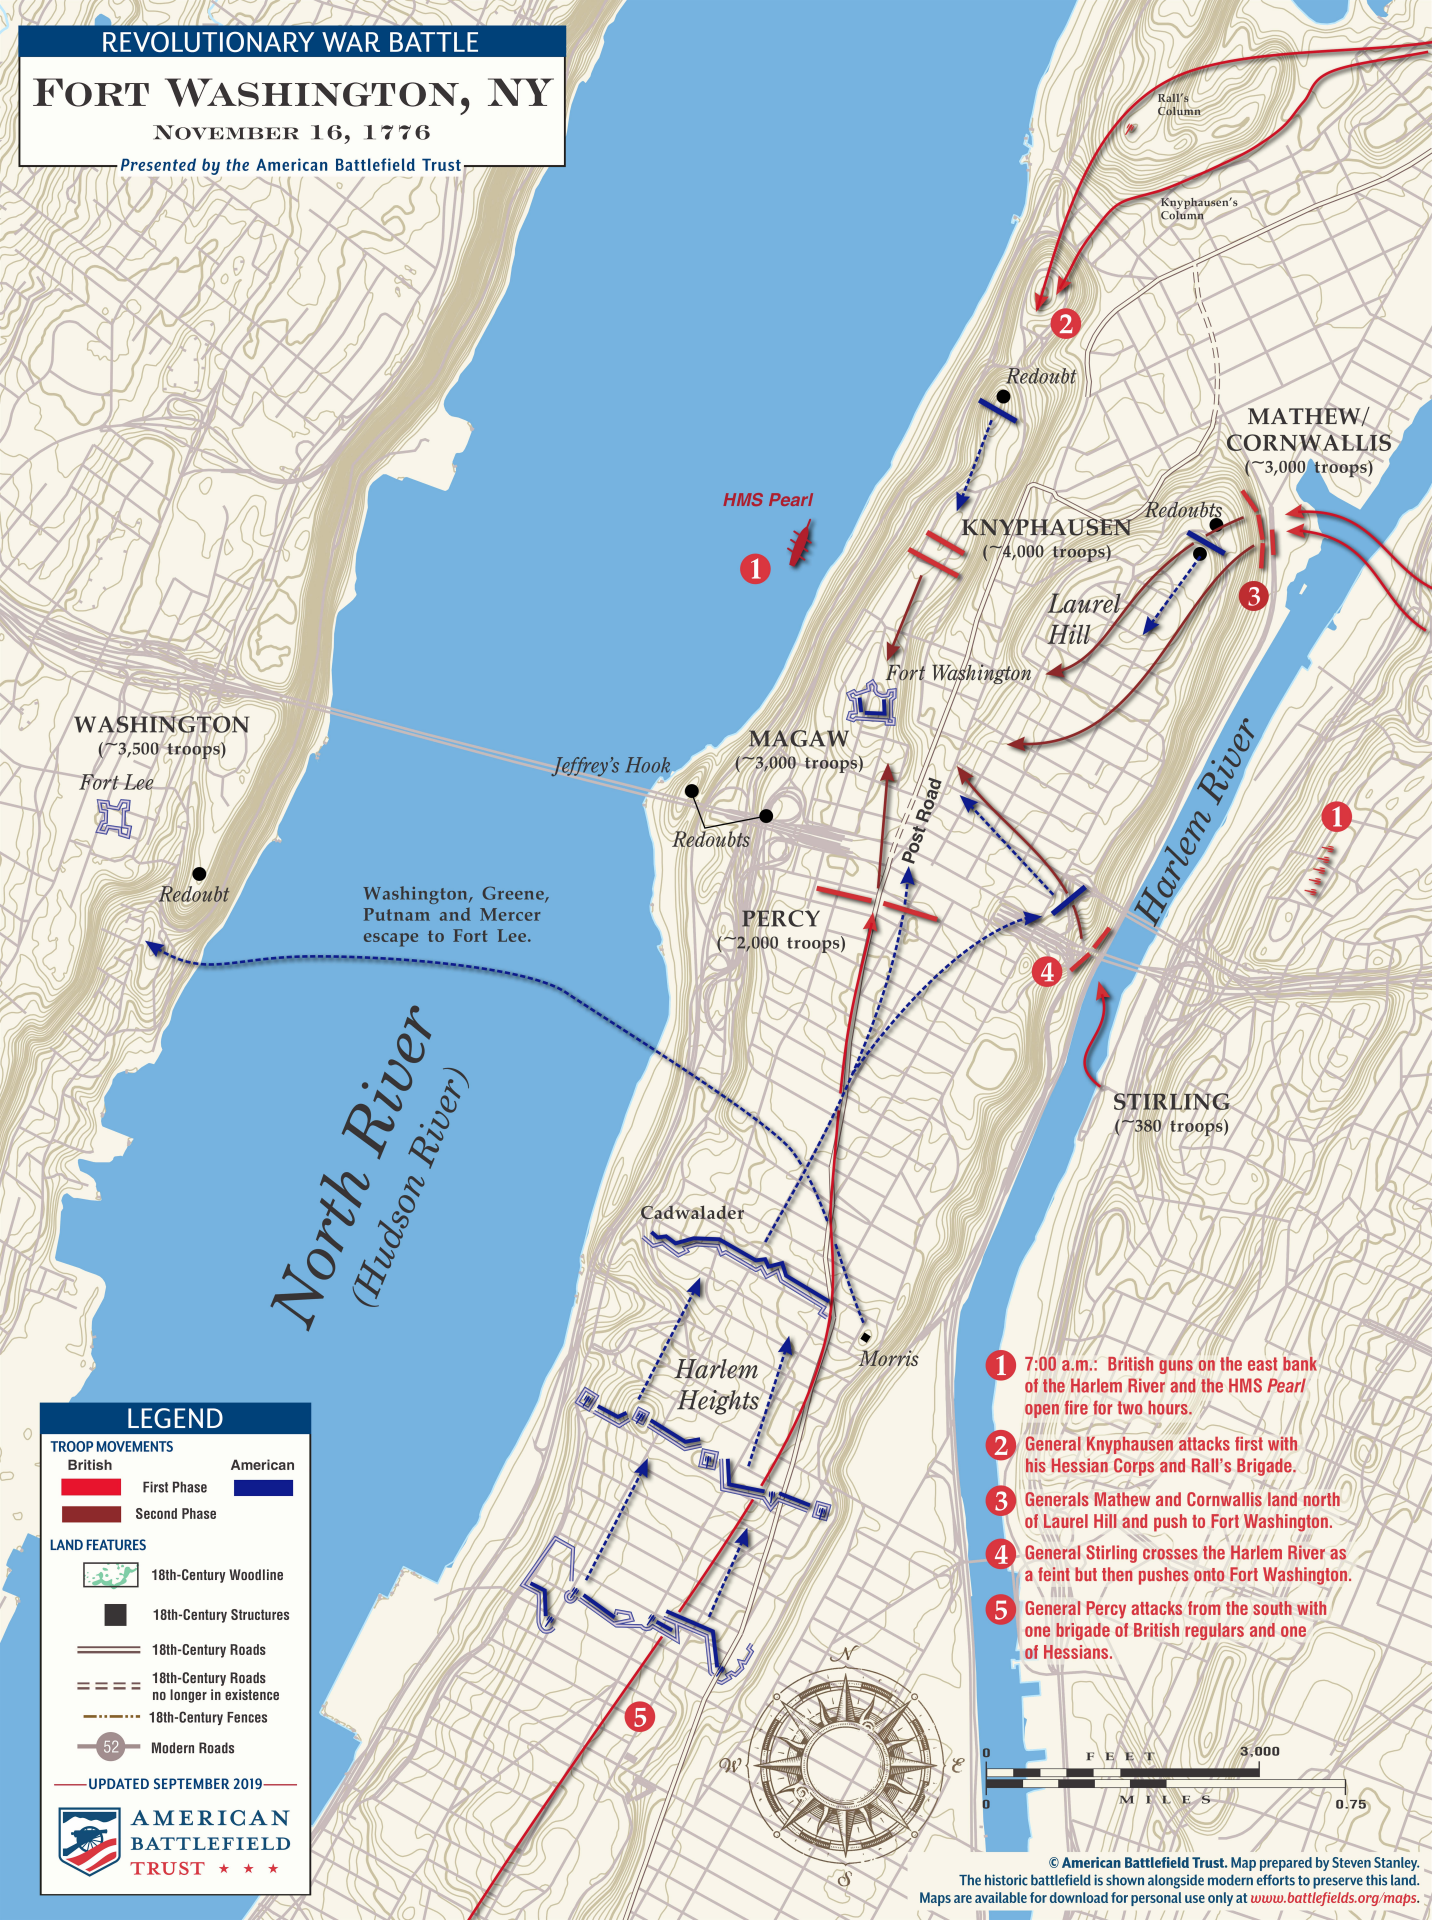 REVOLUTIONARY WAR BATTLE
FORT WASHINGTON, NY
NOVEMBER 16, 1776
Presented by the American Battlefield Trust
Rall's
Column
Knyphausen's
Column
2
Redoubt
MATHEW/
CORNWALLIS
(~3,000 troops)
HMS Pearl
1
Redoubts
KNYPHAUSEN
(~4,000 troops)
3
Laurel
Hill
Fort Washington
WASHINGTON
(~3,500 troops)
Fort Lee
Redoubt
MAGAW
(~3,000 troops)
Jeffrey's Hook
Redoubts
Post Road
Harlem River
1
Washington, Greene,
Putnam and Mercer
escape to Fort Lee.
PERCY
(~2,000 troops)
4
STIRLING
(~380 troops)
North River
(Hudson River)
Cadwalader
Morris
Harlem
Heights
5
1 7:00 a.m.: British guns on the east bank
of the Harlem River and the HMS Pearl
open fire for two hours.
2 General Knyphausen attacks first with
his Hessian Corps and Rall's Brigade.
3 Generals Mathew and Cornwallis land north
of Laurel Hill and push to Fort Washington.
4 General Stirling crosses the Harlem River as
a feint but then pushes onto Fort Washington.
5 General Percy attacks from the south with
one brigade of British regulars and one
of Hessians.
LEGEND
TROOP MOVEMENTS
British American
First Phase
Second Phase
LAND FEATURES
18th-Century Woodline
18th-Century Structures
18th-Century Roads
18th-Century Roads
no longer in existence
18th-Century Fences
52 Modern Roads
UPDATED SEPTEMBER 2019
AMERICAN
BATTLEFIELD
TRUST
N
W E
S
0 FEET 3,000
0 MILES 0.75
© American Battlefield Trust. Map prepared by Steven Stanley.
The historic battlefield is shown alongside modern efforts to preserve this land.
Maps are available for download for personal use only at www.battlefields.org/maps.